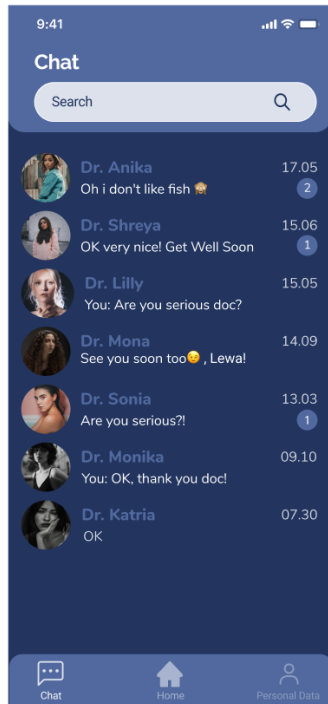 9:41
Chat
Search
Dr. Anika 17.05
Oh i don't like fish 🙈 2
Dr. Shreya 15.06
OK very nice! Get Well Soon 1
Dr. Lilly 15.05
You: Are you serious doc?
Dr. Mona 14.09
See you soon too😉 , Lewa!
Dr. Sonia 13.03
Are you serious?! 1
Dr. Monika 09.10
You: OK, thank you doc!
Dr. Katria 07.30
OK
Chat Home Personal Data